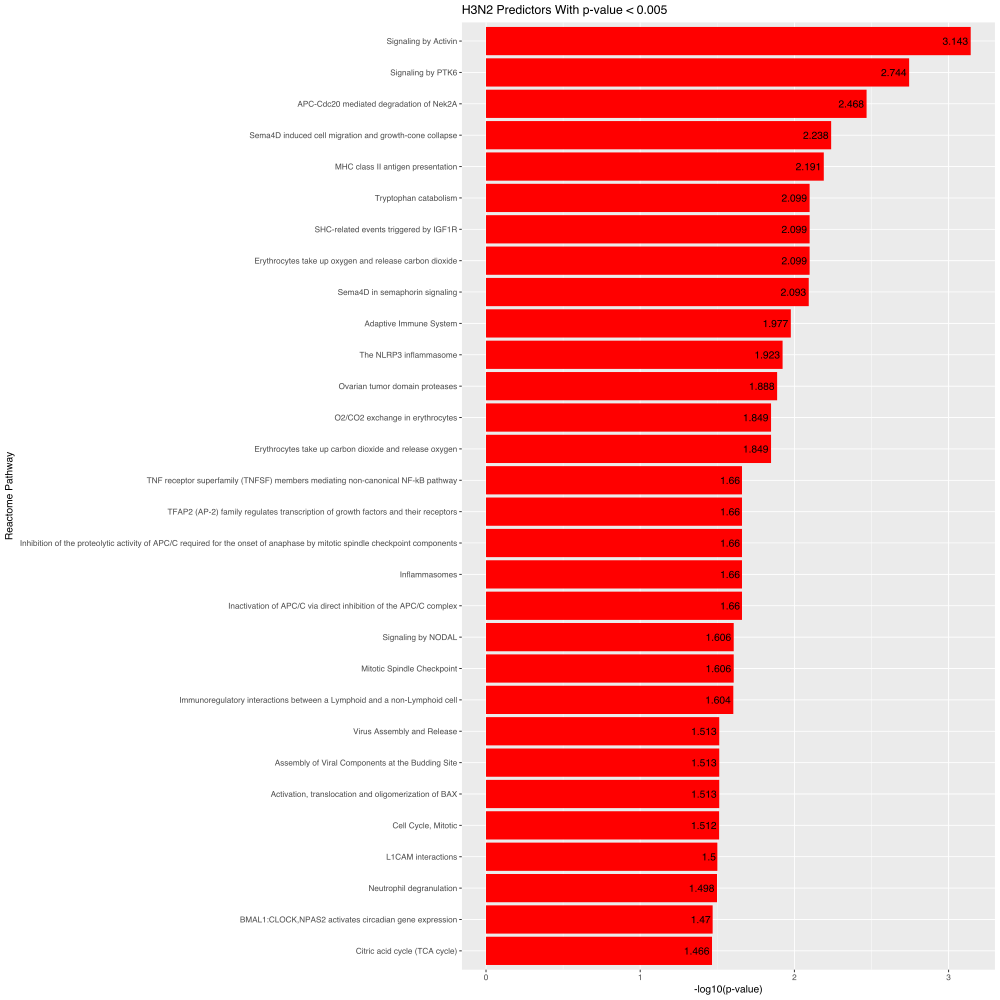 H3N2 Predictors With p-value < 0.005
Signaling by Activin
3.143
Signaling by PTK6
2.744
APC-Cdc20 mediated degradation of Nek2A
2.468
Sema4D induced cell migration and growth-cone collapse
2.238
MHC class II antigen presentation
2.191
Tryptophan catabolism
2.099
SHC-related events triggered by IGF1R
2.099
Erythrocytes take up oxygen and release carbon dioxide
2.099
Sema4D in semaphorin signaling
2.093
Adaptive Immune System
1.977
The NLRP3 inflammasome
1.923
Ovarian tumor domain proteases
1.888
O2/CO2 exchange in erythrocytes
1.849
Erythrocytes take up carbon dioxide and release oxygen
1.849
TNF receptor superfamily (TNFSF) members mediating non-canonical NF-kB pathway
1.66
TFAP2 (AP-2) family regulates transcription of growth factors and their receptors
1.66
Inhibition of the proteolytic activity of APC/C required for the onset of anaphase by mitotic spindle checkpoint components
1.66
Inflammasomes
1.66
Inactivation of APC/C via direct inhibition of the APC/C complex
1.66
Signaling by NODAL
1.606
Mitotic Spindle Checkpoint
1.606
Immunoregulatory interactions between a Lymphoid and a non-Lymphoid cell
1.604
Virus Assembly and Release
1.513
Assembly of Viral Components at the Budding Site
1.513
Activation, translocation and oligomerization of BAX
1.513
Cell Cycle, Mitotic
1.512
L1CAM interactions
1.5
Neutrophil degranulation
1.498
BMAL1:CLOCK,NPAS2 activates circadian gene expression
1.47
Citric acid cycle (TCA cycle)
1.466
0 1 2 3
-log10(p-value)
Reactome Pathway